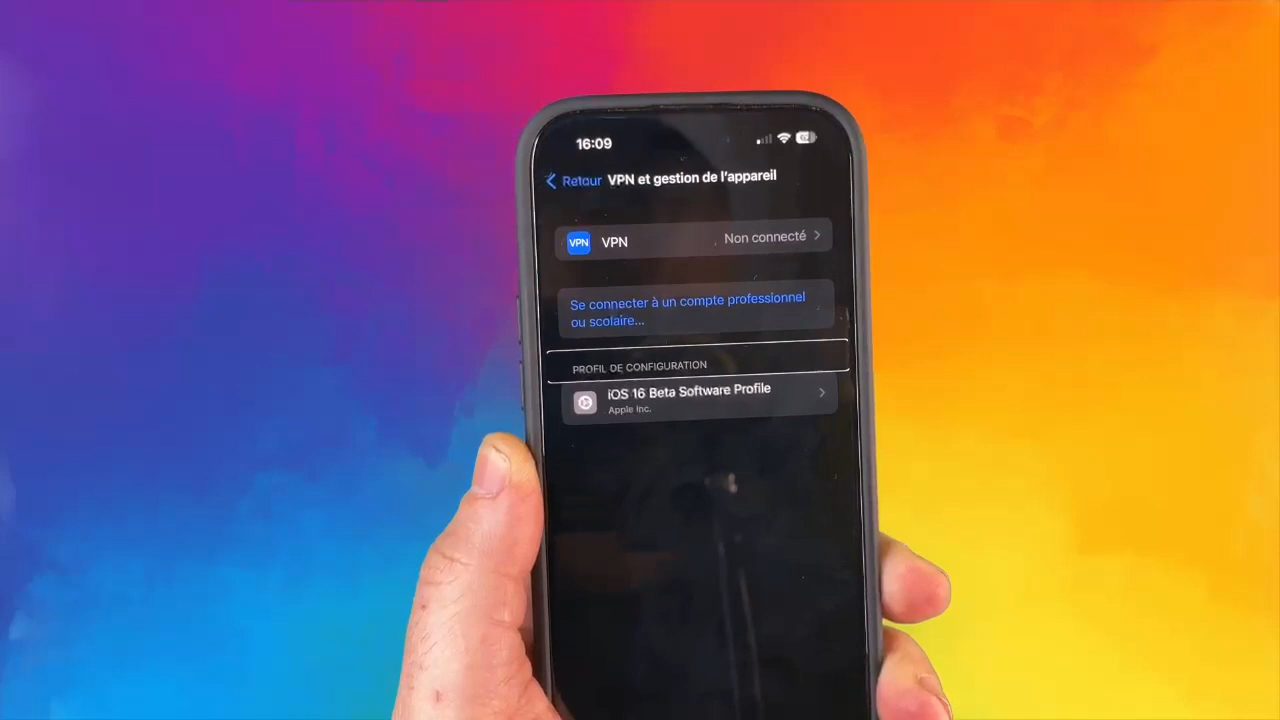 16:09
62
Retour VPN et gestion de l'appareil
VPN VPN Non connecté
Se connecter à un compte professionnel
ou scolaire...
PROFIL DE CONFIGURATION
iOS 16 Beta Software Profile
Apple Inc.